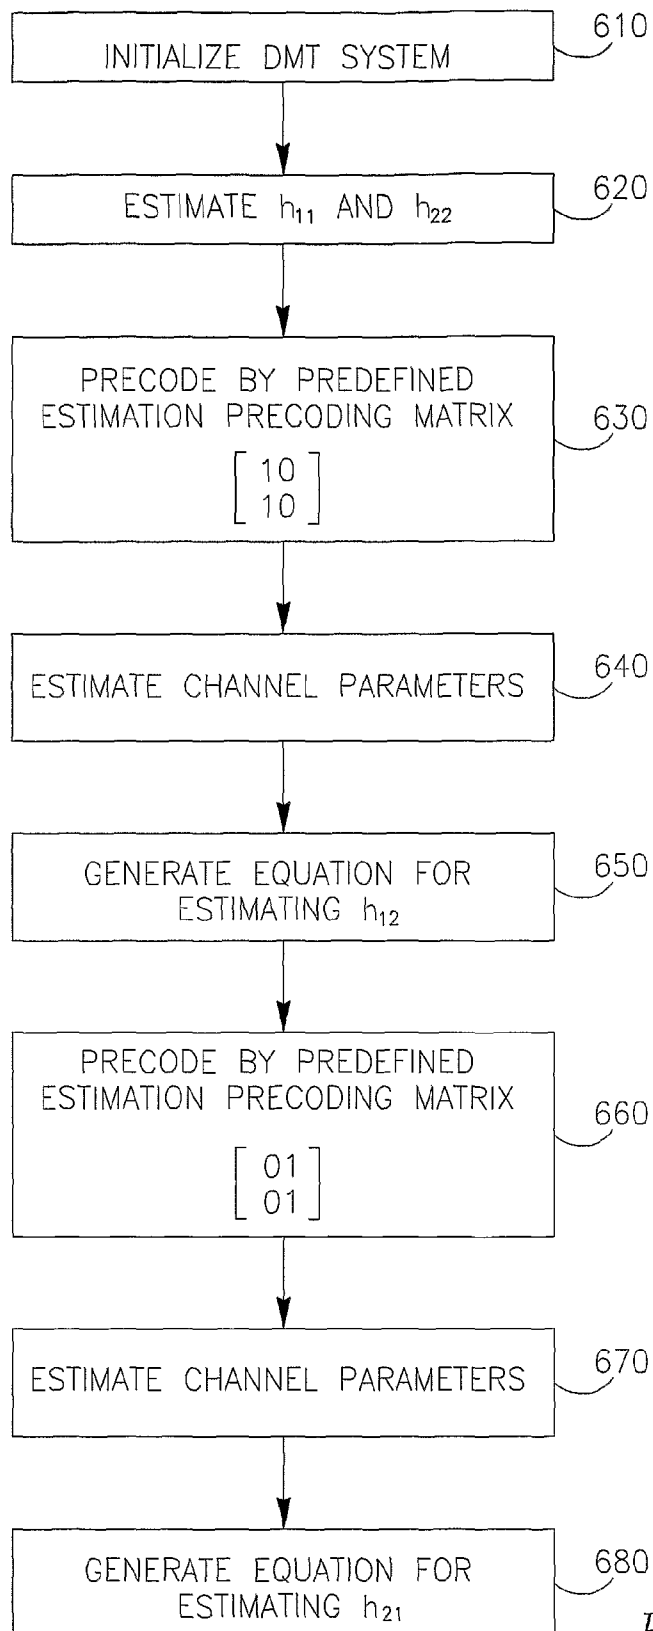 INITIALIZE DMT SYSTEM
610
ESTIMATE h₁₁ AND h₂₂
620
PRECODE BY PREDEFINED
ESTIMATION PRECODING MATRIX
[ 10
10 ]
630
ESTIMATE CHANNEL PARAMETERS
640
GENERATE EQUATION FOR
ESTIMATING h₁₂
650
PRECODE BY PREDEFINED
ESTIMATION PRECODING MATRIX
[ 01
01 ]
660
ESTIMATE CHANNEL PARAMETERS
670
GENERATE EQUATION FOR
ESTIMATING h₂₁
680